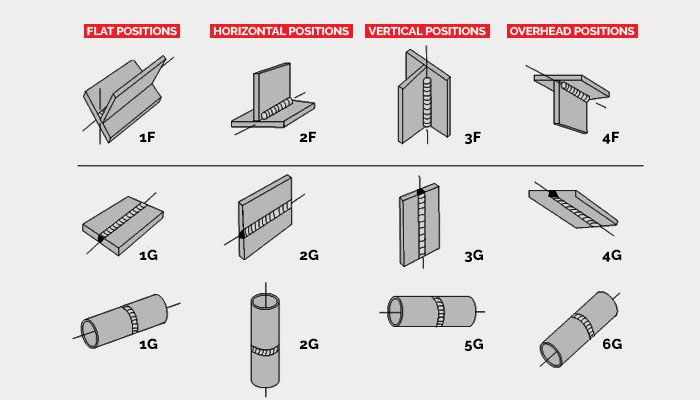 FLAT POSITIONS
HORIZONTAL POSITIONS
VERTICAL POSITIONS
OVERHEAD POSITIONS
1F
2F
3F
4F
1G
2G
3G
4G
1G
2G
5G
6G